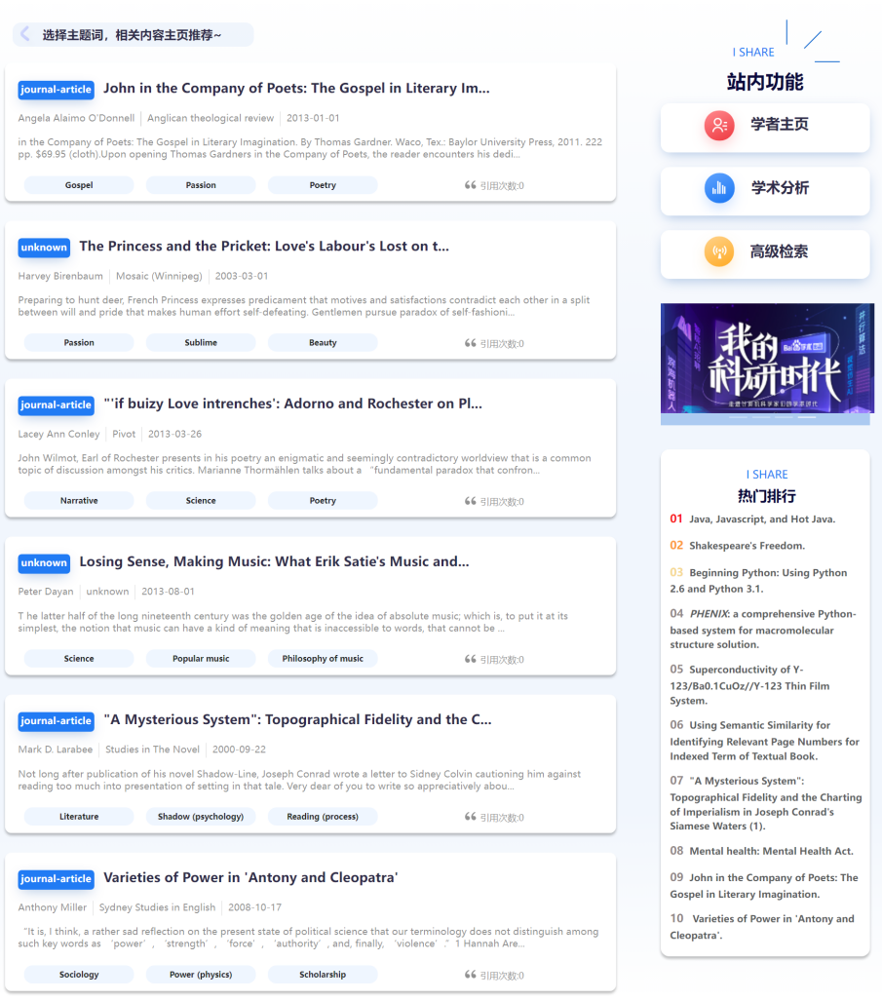 选择主题词，相关内容主页推荐~
journal-article John in the Company of Poets: The Gospel in Literary Im...
Angela Alaimo O'Donnell Anglican theological review 2013-01-01
in the Company of Poets: The Gospel in Literary Imagination. By Thomas Gardner. Waco, Tex.: Baylor University Press, 2011. 222
pp. $69.95 (cloth).Upon opening Thomas Gardners in the Company of Poets, the reader encounters his dedi...
Gospel Passion Poetry 引用次数:0
unknown The Princess and the Pricket: Love's Labour's Lost on t...
Harvey Birenbaum Mosaic (Winnipeg) 2003-03-01
Preparing to hunt deer, French Princess expresses predicament that motives and satisfactions contradict each other in a split
between will and pride that makes human effort self-defeating. Gentlemen pursue paradox of self-fashioni...
Passion Sublime Beauty 引用次数:0
journal-article "'if buizy Love intrenches': Adorno and Rochester on Pl...
Lacey Ann Conley Pivot 2013-03-26
John Wilmot, Earl of Rochester presents in his poetry an enigmatic and seemingly contradictory worldview that is a common
topic of discussion amongst his critics. Marianne Thormählen talks about a “fundamental paradox that confron...
Narrative Science Poetry 引用次数:0
unknown Losing Sense, Making Music: What Erik Satie's Music and...
Peter Dayan unknown 2013-08-01
T he latter half of the long nineteenth century was the golden age of the idea of absolute music; which is, to put it at its
simplest, the notion that music can have a kind of meaning that is inaccessible to words, that cannot be ...
Science Popular music Philosophy of music 引用次数:0
journal-article "A Mysterious System": Topographical Fidelity and the C...
Mark D. Larabee Studies in The Novel 2000-09-22
Not long after publication of his novel Shadow-Line, Joseph Conrad wrote a letter to Sidney Colvin cautioning him against
reading too much into presentation of setting in that tale. Very dear of you to write so appreciatively abou...
Literature Shadow (psychology) Reading (process) 引用次数:0
journal-article Varieties of Power in 'Antony and Cleopatra'
Anthony Miller Sydney Studies in English 2008-10-17
“It is, I think, a rather sad reflection on the present state of political science that our terminology does not distinguish among
such key words as ‘power’, ‘strength’, ‘force’, ‘authority’, and, finally, ‘violence’.” 1 Hannah Are...
Sociology Power (physics) Scholarship 引用次数:0
I SHARE
站内功能
学者主页
学术分析
高级检索
我的
Bai 学术
科研时代
深海机器人
并行算法
I SHARE
热门排行
01 Java, Javascript, and Hot Java.
02 Shakespeare's Freedom.
03 Beginning Python: Using Python
2.6 and Python 3.1.
04 PHENIX: a comprehensive Python-
based system for macromolecular
structure solution.
05 Superconductivity of Y-
123/Ba0.1CuOz//Y-123 Thin Film
System.
06 Using Semantic Similarity for
Identifying Relevant Page Numbers for
Indexed Term of Textual Book.
07 "A Mysterious System":
Topographical Fidelity and the Charting
of Imperialism in Joseph Conrad's
Siamese Waters (1).
08 Mental health: Mental Health Act.
09 John in the Company of Poets: The
Gospel in Literary Imagination.
10 Varieties of Power in 'Antony and
Cleopatra'.